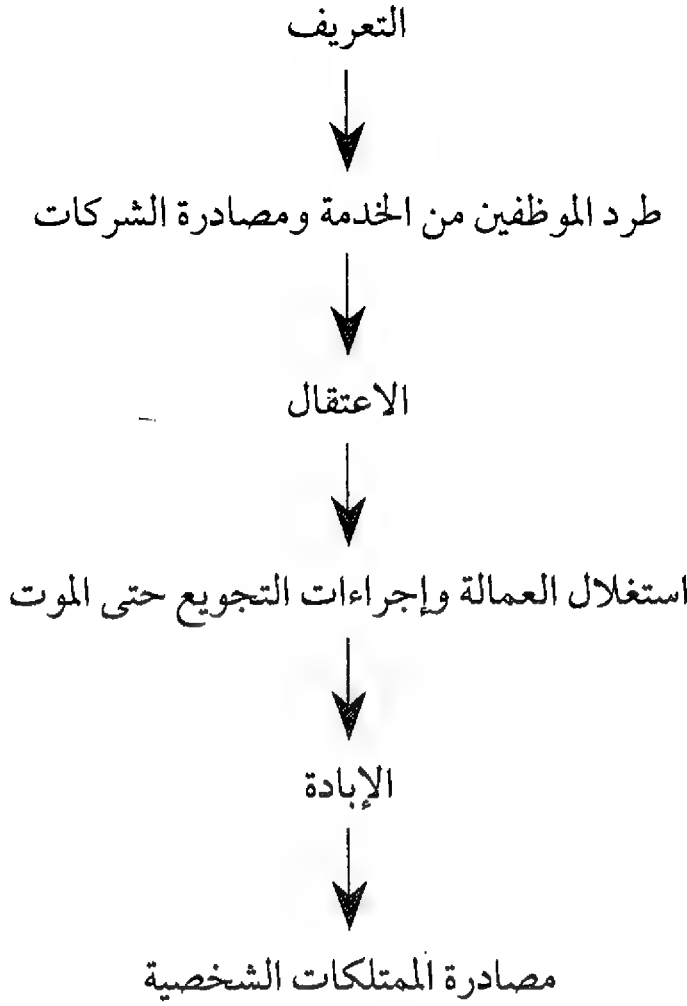 التعريف
طرد الموظفين من الخدمة ومصادرة الشركات
الاعتقال
استغلال العمالة وإجراءات التجويع حتى الموت
الإبادة
مصادرة الممتلكات الشخصية